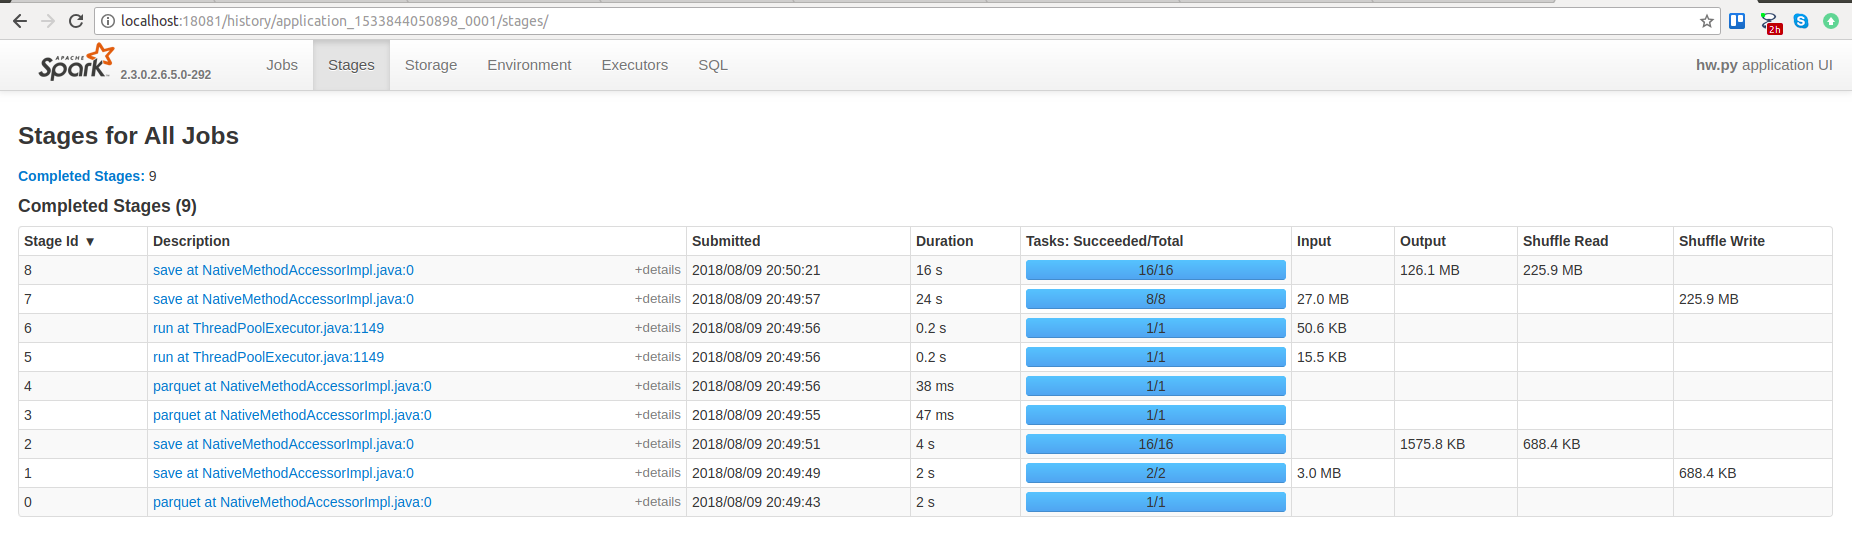 localhost:18081/history/application_1533844050898_0001/stages/
2h
APACHE Spark 2.3.0.2.6.5.0-292 Jobs Stages Storage Environment Executors SQL hw.py application UI
Stages for All Jobs
Completed Stages: 9
Completed Stages (9)
Stage Id ▼ Description Submitted Duration Tasks: Succeeded/Total Input Output Shuffle Read Shuffle Write
8 save at NativeMethodAccessorImpl.java:0 +details 2018/08/09 20:50:21 16 s 16/16 126.1 MB 225.9 MB
7 save at NativeMethodAccessorImpl.java:0 +details 2018/08/09 20:49:57 24 s 8/8 27.0 MB 225.9 MB
6 run at ThreadPoolExecutor.java:1149 +details 2018/08/09 20:49:56 0.2 s 1/1 50.6 KB
5 run at ThreadPoolExecutor.java:1149 +details 2018/08/09 20:49:56 0.2 s 1/1 15.5 KB
4 parquet at NativeMethodAccessorImpl.java:0 +details 2018/08/09 20:49:56 38 ms 1/1
3 parquet at NativeMethodAccessorImpl.java:0 +details 2018/08/09 20:49:55 47 ms 1/1
2 save at NativeMethodAccessorImpl.java:0 +details 2018/08/09 20:49:51 4 s 16/16 1575.8 KB 688.4 KB
1 save at NativeMethodAccessorImpl.java:0 +details 2018/08/09 20:49:49 2 s 2/2 3.0 MB 688.4 KB
0 parquet at NativeMethodAccessorImpl.java:0 +details 2018/08/09 20:49:43 2 s 1/1